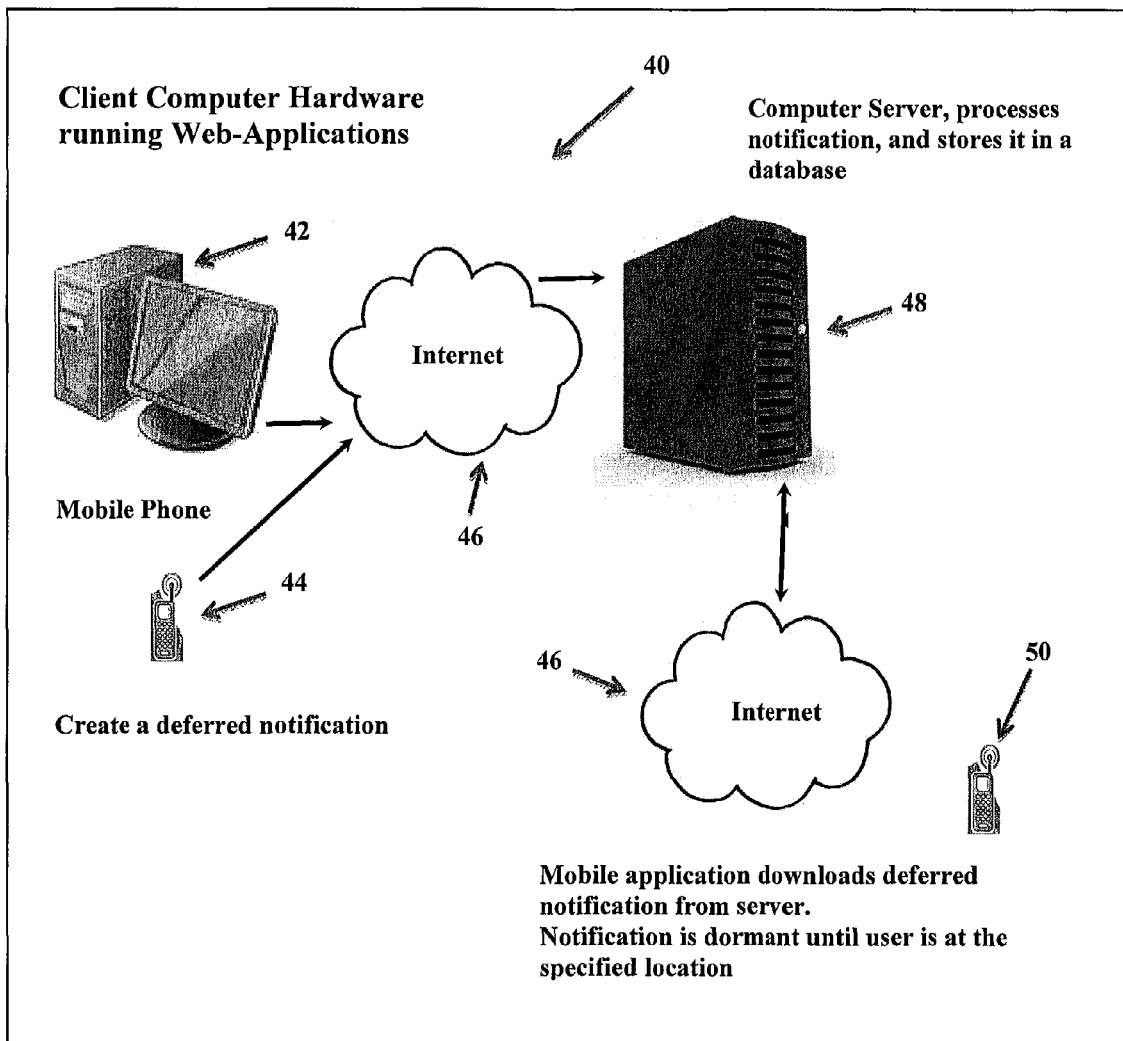 40
Client Computer Hardware
running Web-Applications
Computer Server, processes
notification, and stores it in a
database
42
Internet
48
Mobile Phone
46
44
46
50
Internet
Create a deferred notification
Mobile application downloads deferred
notification from server.
Notification is dormant until user is at the
specified location